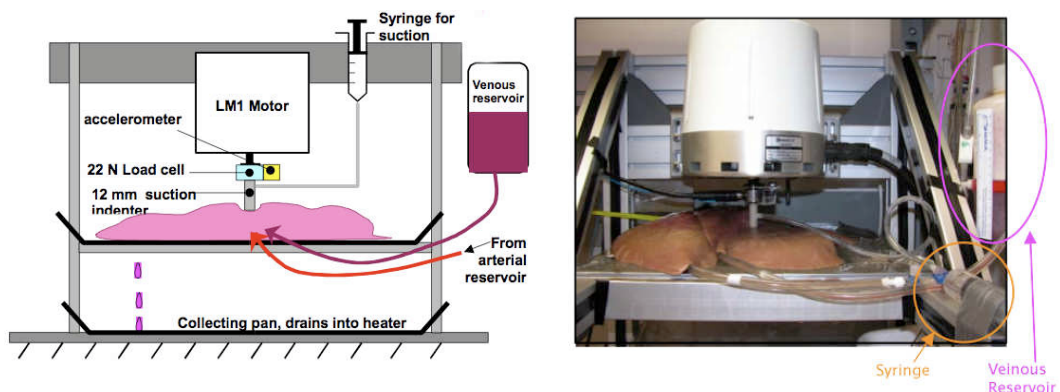 Syringe for
suction
Venous
reservoir
LM1 Motor
accelerometer
22 N Load cell
12 mm suction
indenter
From
arterial
reservoir
Collecting pan, drains into heater
Syringe
Veinous
Reservoir